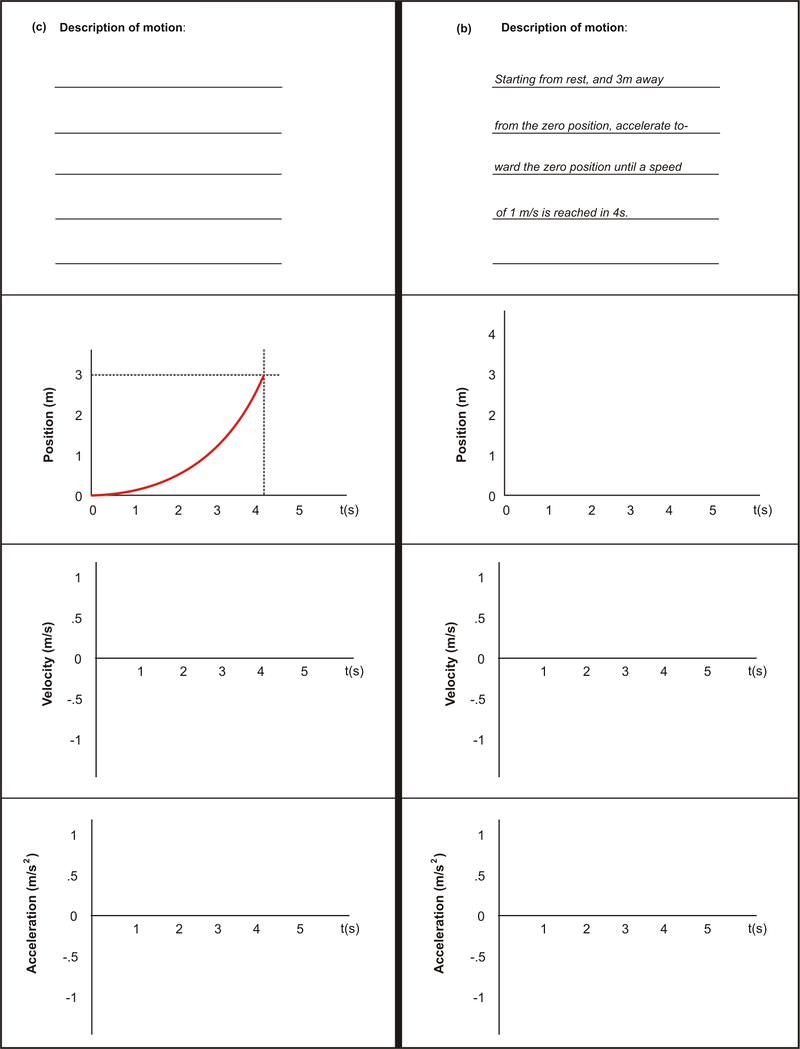 (c) Description of motion:
(b) Description of motion:
Starting from rest, and 3m away
from the zero position, accelerate to-
ward the zero position until a speed
of 1 m/s is reached in 4s.
Position (m)
3
2
1
0
0 1 2 3 4 5 t(s)
Position (m)
4
3
2
1
0
0 1 2 3 4 5 t(s)
Velocity (m/s)
1
.5
0
-.5
-1
1 2 3 4 5 t(s)
Velocity (m/s)
1
.5
0
-.5
-1
1 2 3 4 5 t(s)
Acceleration (m/s²)
1
.5
0
-.5
-1
1 2 3 4 5 t(s)
Acceleration (m/s²)
1
.5
0
-.5
-1
1 2 3 4 5 t(s)